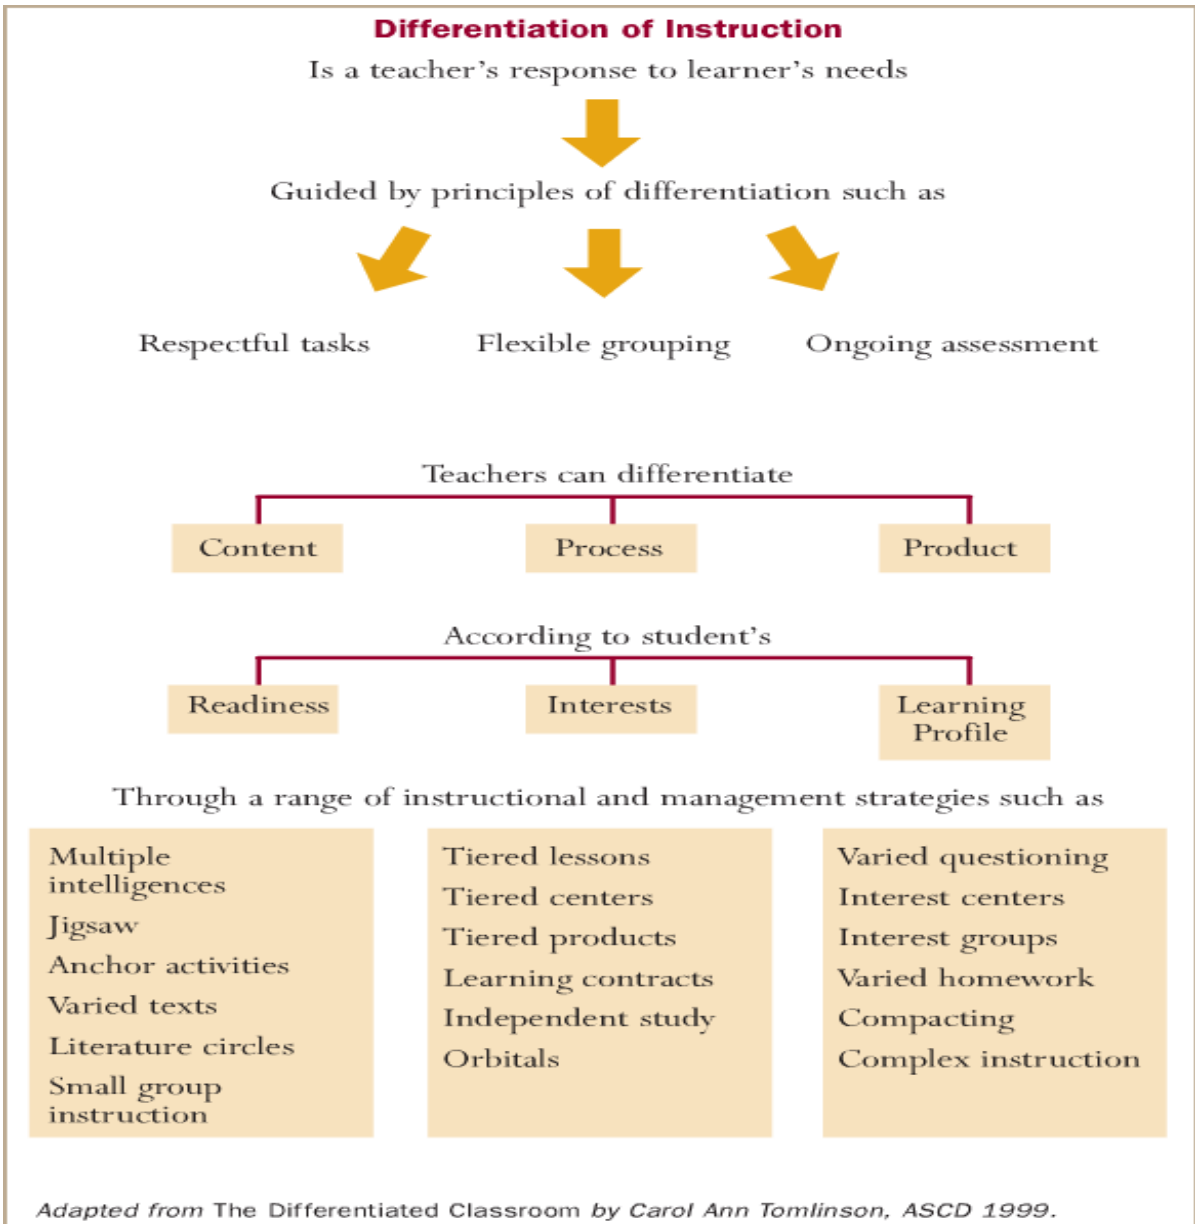 Differentiation of Instruction
Is a teacher's response to learner's needs
Guided by principles of differentiation such as
Respectful tasks
Flexible grouping
Ongoing assessment
Teachers can differentiate
Content
Process
Product
According to student's
Readiness
Interests
Learning
Profile
Through a range of instructional and management strategies such as
Multiple
intelligences
Jigsaw
Anchor activities
Varied texts
Literature circles
Small group
instruction
Tiered lessons
Tiered centers
Tiered products
Learning contracts
Independent study
Orbitals
Varied questioning
Interest centers
Interest groups
Varied homework
Compacting
Complex instruction
Adapted from The Differentiated Classroom by Carol Ann Tomlinson, ASCD 1999.